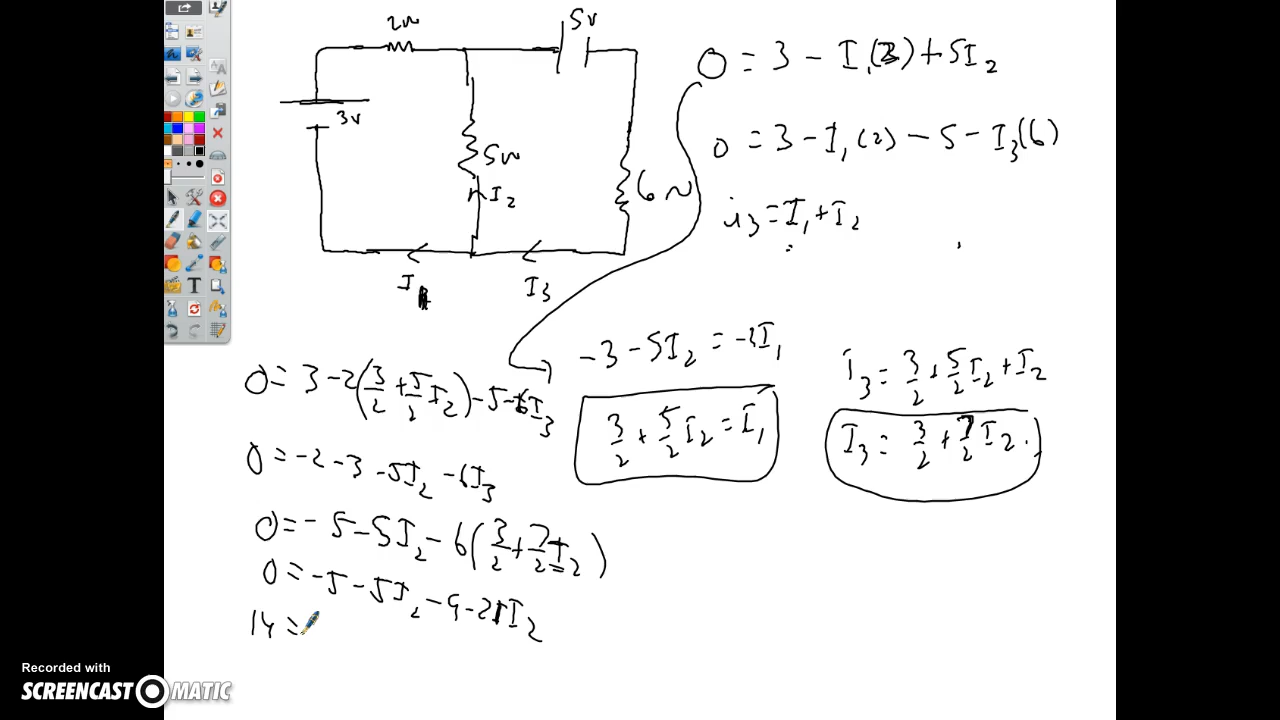 2Ω
5v
3v
5Ω
I₂
6Ω
I₁
I₃
0 = 3 - I₁(2) + 5I₂
0 = 3 - I₁(2) - 5 - I₃(6)
i₃ = I₁ + I₂
-3 - 5I₂ = -2I₁
3/2 + 5/2 I₂ = I₁
I₃ = 3/2 + 5/2 I₂ + I₂
I₃ = 3/2 + 7/2 I₂.
0 = 3 - 2(3/2 + 5/2 I₂) - 5 - 6I₃
0 = -2 - 3 - 5I₂ - 6I₃
0 = -5 - 5I₂ - 6(3/2 + 7/2 I₂)
0 = -5 - 5I₂ - 9 - 21I₂
14 =
Recorded with
SCREENCAST O MATIC